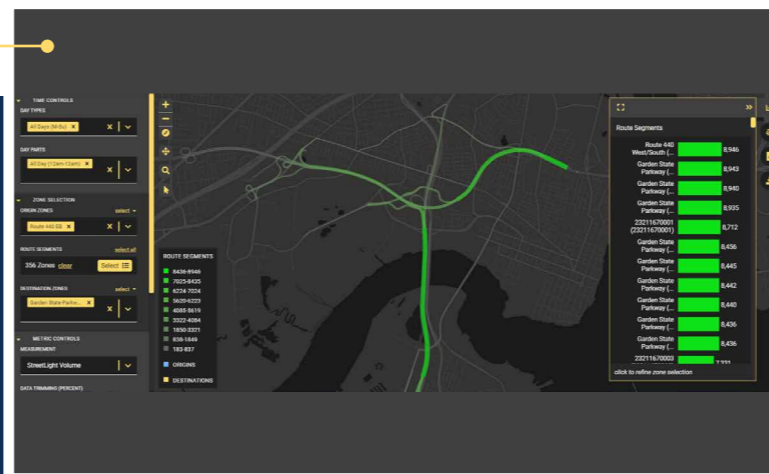 TIME CONTROLS
DAY TYPES
All Days (M-Su)
DAY PARTS
All Day (12am-12am)
ZONE SELECTION
ORIGIN ZONES select
Route 440 EB
ROUTE SEGMENTS select all
356 Zones clear Select
DESTINATION ZONES select
Garden State Parkw...
METRIC CONTROLS
MEASUREMENT
StreetLight Volume
DATA TRIMMING (PERCENT)
ROUTE SEGMENTS
8436-8946
7025-8435
6224-7024
5620-6223
4085-5619
3322-4084
1850-3321
838-1849
183-837
ORIGINS
DESTINATIONS
Route Segments
Route 440
West/South (... 8,946
Garden State
Parkway (... 8,943
Garden State
Parkway (... 8,940
Garden State
Parkway (... 8,935
23211670001
(23211670001) 8,712
Garden State
Parkway (... 8,456
Garden State
Parkway (... 8,445
Garden State
Parkway (... 8,442
Garden State
Parkway (... 8,440
Garden State
Parkway (... 8,436
Garden State
Parkway (... 8,436
23211670003
click to refine zone selection